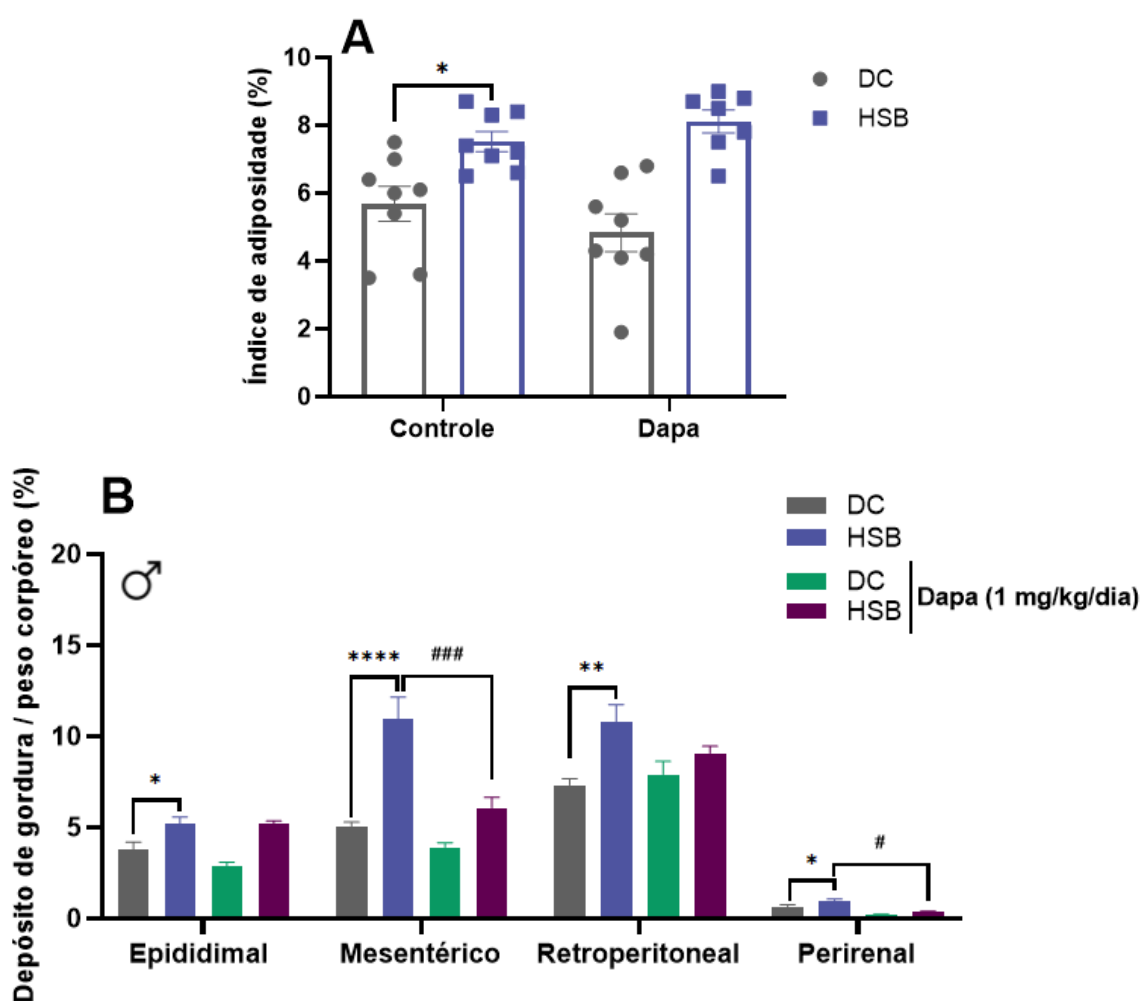 A
Índice de adiposidade (%)
10
8
6
4
2
0
*
DC
HSB
Controle
Dapa
B
Depósito de gordura / peso corpóreo (%)
20
15
10
5
0
♂
DC
HSB
DC
HSB
Dapa (1 mg/kg/dia)
*
**** ###
**
* #
Epididimal
Mesentérico
Retroperitoneal
Perirenal